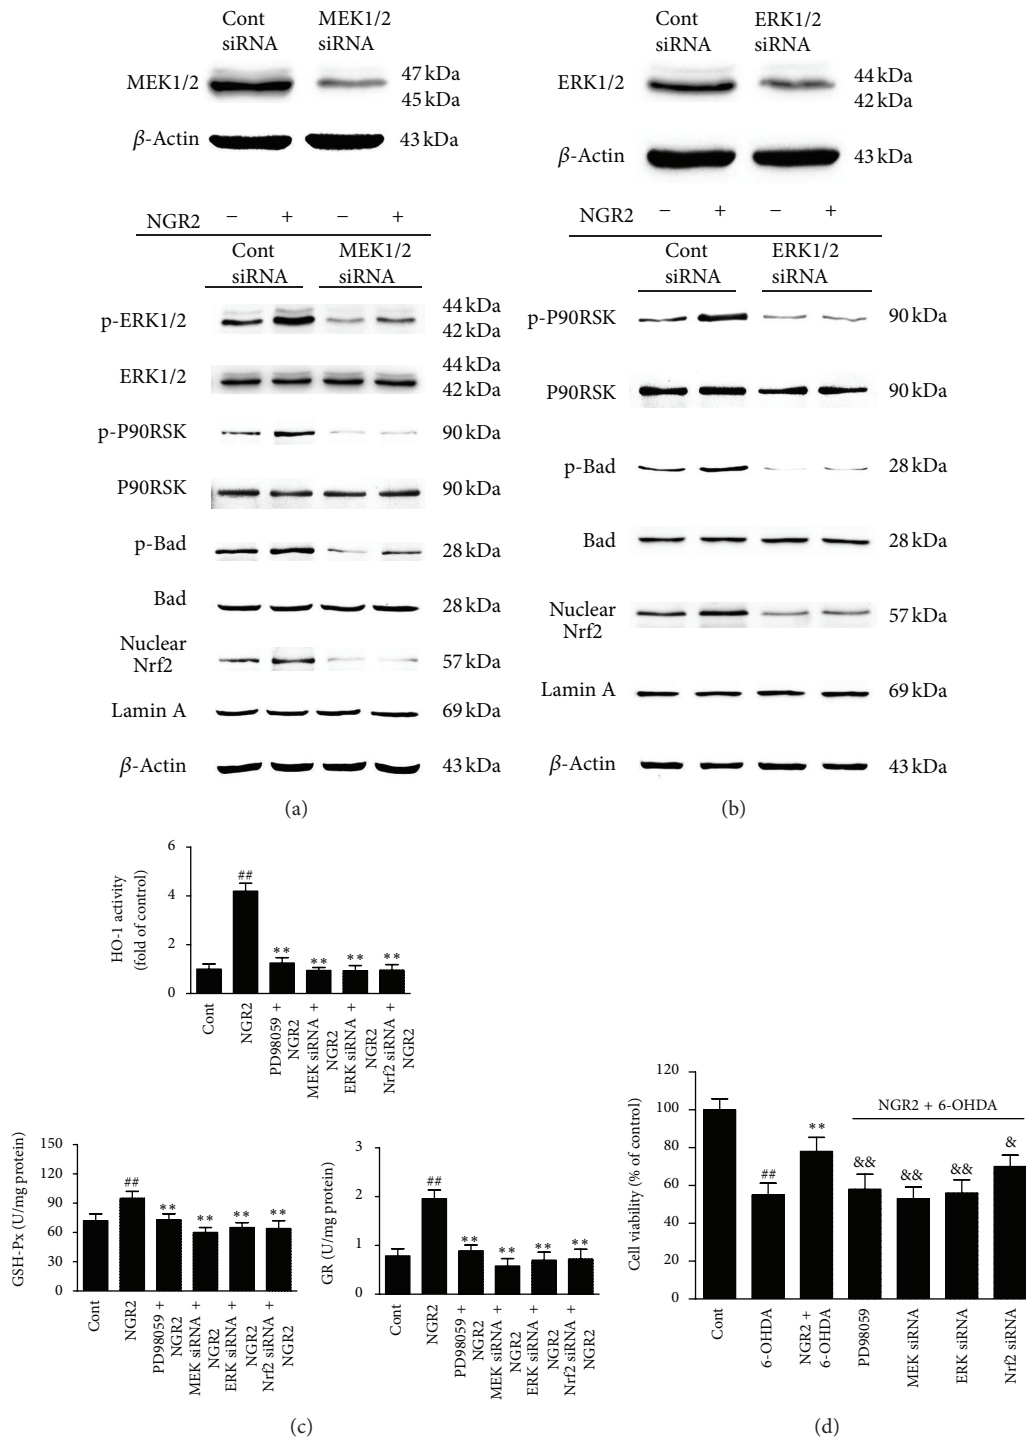 Cont siRNA
MEK1/2 siRNA
MEK1/2
47 kDa
45 kDa
β-Actin
43 kDa
NGR2 − + − +
Cont siRNA
MEK1/2 siRNA
p-ERK1/2
44 kDa
42 kDa
ERK1/2
44 kDa
42 kDa
p-P90RSK
90 kDa
P90RSK
90 kDa
p-Bad
28 kDa
Bad
28 kDa
Nuclear Nrf2
57 kDa
Lamin A
69 kDa
β-Actin
43 kDa
(a)
Cont siRNA
ERK1/2 siRNA
ERK1/2
44 kDa
42 kDa
β-Actin
43 kDa
NGR2 − + − +
Cont siRNA
ERK1/2 siRNA
p-P90RSK
90 kDa
P90RSK
90 kDa
p-Bad
28 kDa
Bad
28 kDa
Nuclear Nrf2
57 kDa
Lamin A
69 kDa
β-Actin
43 kDa
(b)
HO-1 activity
(fold of control)
6
4
2
0
##
**
**
**
**
Cont
NGR2
PD98059 + NGR2
MEK siRNA + NGR2
ERK siRNA + NGR2
Nrf2 siRNA + NGR2
GSH-Px (U/mg protein)
150
120
90
60
30
0
##
**
**
**
**
Cont
NGR2
PD98059 + NGR2
MEK siRNA + NGR2
ERK siRNA + NGR2
Nrf2 siRNA + NGR2
GR (U/mg protein)
3
2
1
0
##
**
**
**
**
Cont
NGR2
PD98059 + NGR2
MEK siRNA + NGR2
ERK siRNA + NGR2
Nrf2 siRNA + NGR2
(c)
Cell viability (% of control)
120
100
80
60
40
20
0
NGR2 + 6-OHDA
##
**
&&
&&
&&
&
Cont
6-OHDA
NGR2 + 6-OHDA
PD98059
MEK siRNA
ERK siRNA
Nrf2 siRNA
(d)